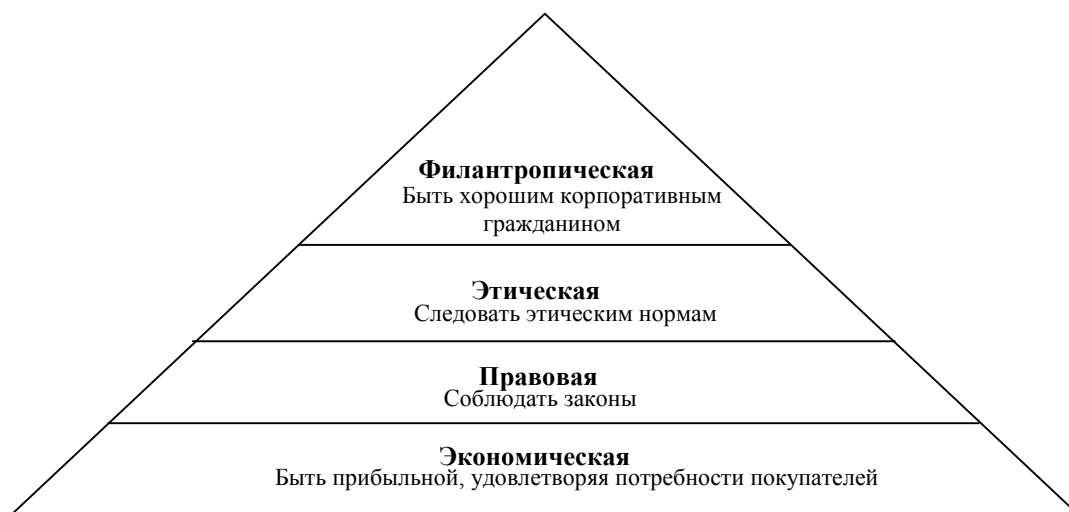 Филантропическая
Быть хорошим корпоративным
гражданином
Этическая
Следовать этическим нормам
Правовая
Соблюдать законы
Экономическая
Быть прибыльной, удовлетворяя потребности покупателей